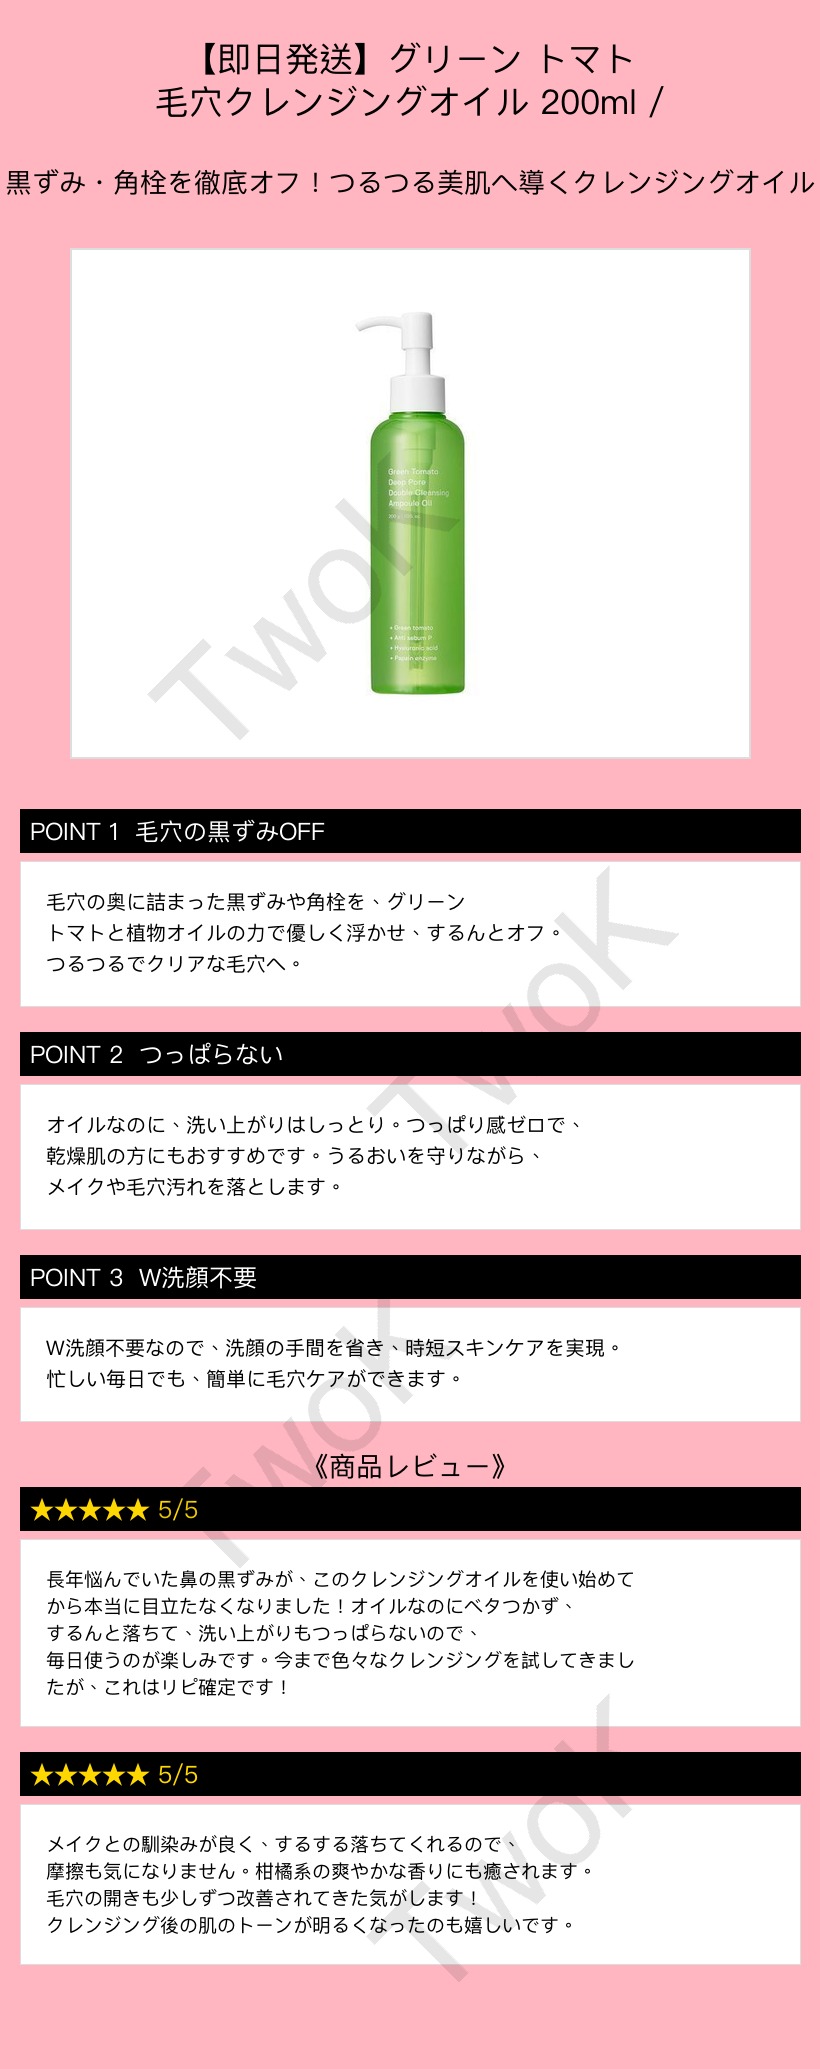 【即日発送】グリーン トマト
毛穴クレンジングオイル 200ml /
黒ずみ・角栓を徹底オフ！つるつる美肌へ導くクレンジングオイル
Green Tomato
Deep Pore
Double Cleansing
Ampoule Oil
+ Green tomato
+ Anti sebum P
+ Hyaluronic acid
+ Papain enzyme
TwoK
POINT 1 毛穴の黒ずみOFF
毛穴の奥に詰まった黒ずみや角栓を、グリーン
トマトと植物オイルの力で優しく浮かせ、するんとオフ。
つるつるでクリアな毛穴へ。
TwoK
POINT 2 つっぱらない
オイルなのに、洗い上がりはしっとり。つっぱり感ゼロで、
乾燥肌の方にもおすすめです。うるおいを守りながら、
メイクや毛穴汚れを落とします。
POINT 3 W洗顔不要
W洗顔不要なので、洗顔の手間を省き、時短スキンケアを実現。
忙しい毎日でも、簡単に毛穴ケアができます。
TwoK
《商品レビュー》
★★★★★ 5/5
長年悩んでいた鼻の黒ずみが、このクレンジングオイルを使い始めて
から本当に目立たなくなりました！オイルなのにベタつかず、
するんと落ちて、洗い上がりもつっぱらないので、
毎日使うのが楽しみです。今まで色々なクレンジングを試してきまし
たが、これはリピ確定です！
★★★★★ 5/5
メイクとの馴染みが良く、するする落ちてくれるので、
摩擦も気になりません。柑橘系の爽やかな香りにも癒されます。
毛穴の開きも少しずつ改善されてきた気がします！
クレンジング後の肌のトーンが明るくなったのも嬉しいです。
TwoK